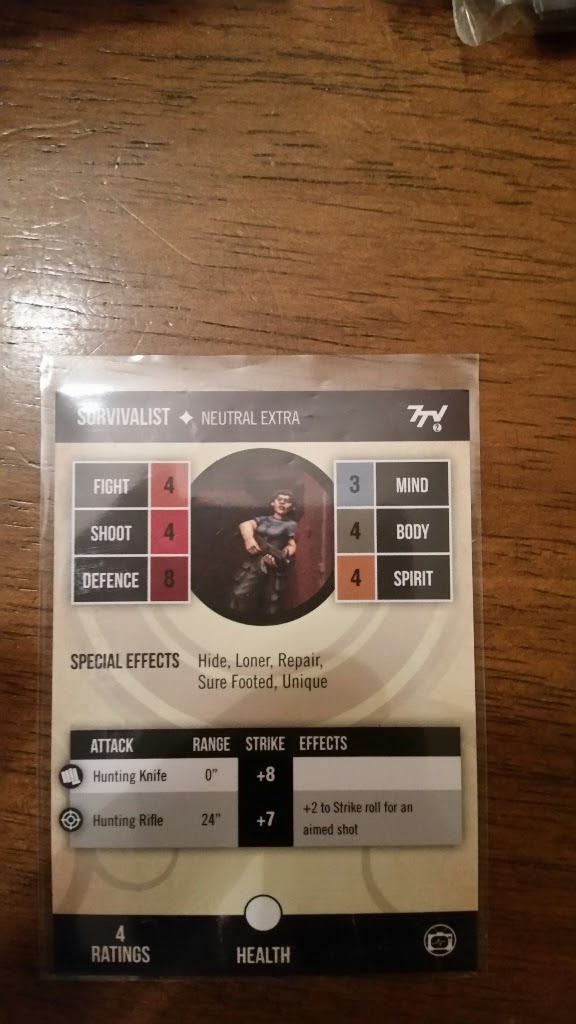 SURVIVALIST ✦ NEUTRAL EXTRA
7TV
2
FIGHT 4
SHOOT 4
DEFENCE 8
3 MIND
4 BODY
4 SPIRIT
SPECIAL EFFECTS Hide, Loner, Repair,
Sure Footed, Unique
ATTACK RANGE STRIKE EFFECTS
Hunting Knife 0" +8
Hunting Rifle 24" +7 +2 to Strike roll for an
aimed shot
4
RATINGS
HEALTH